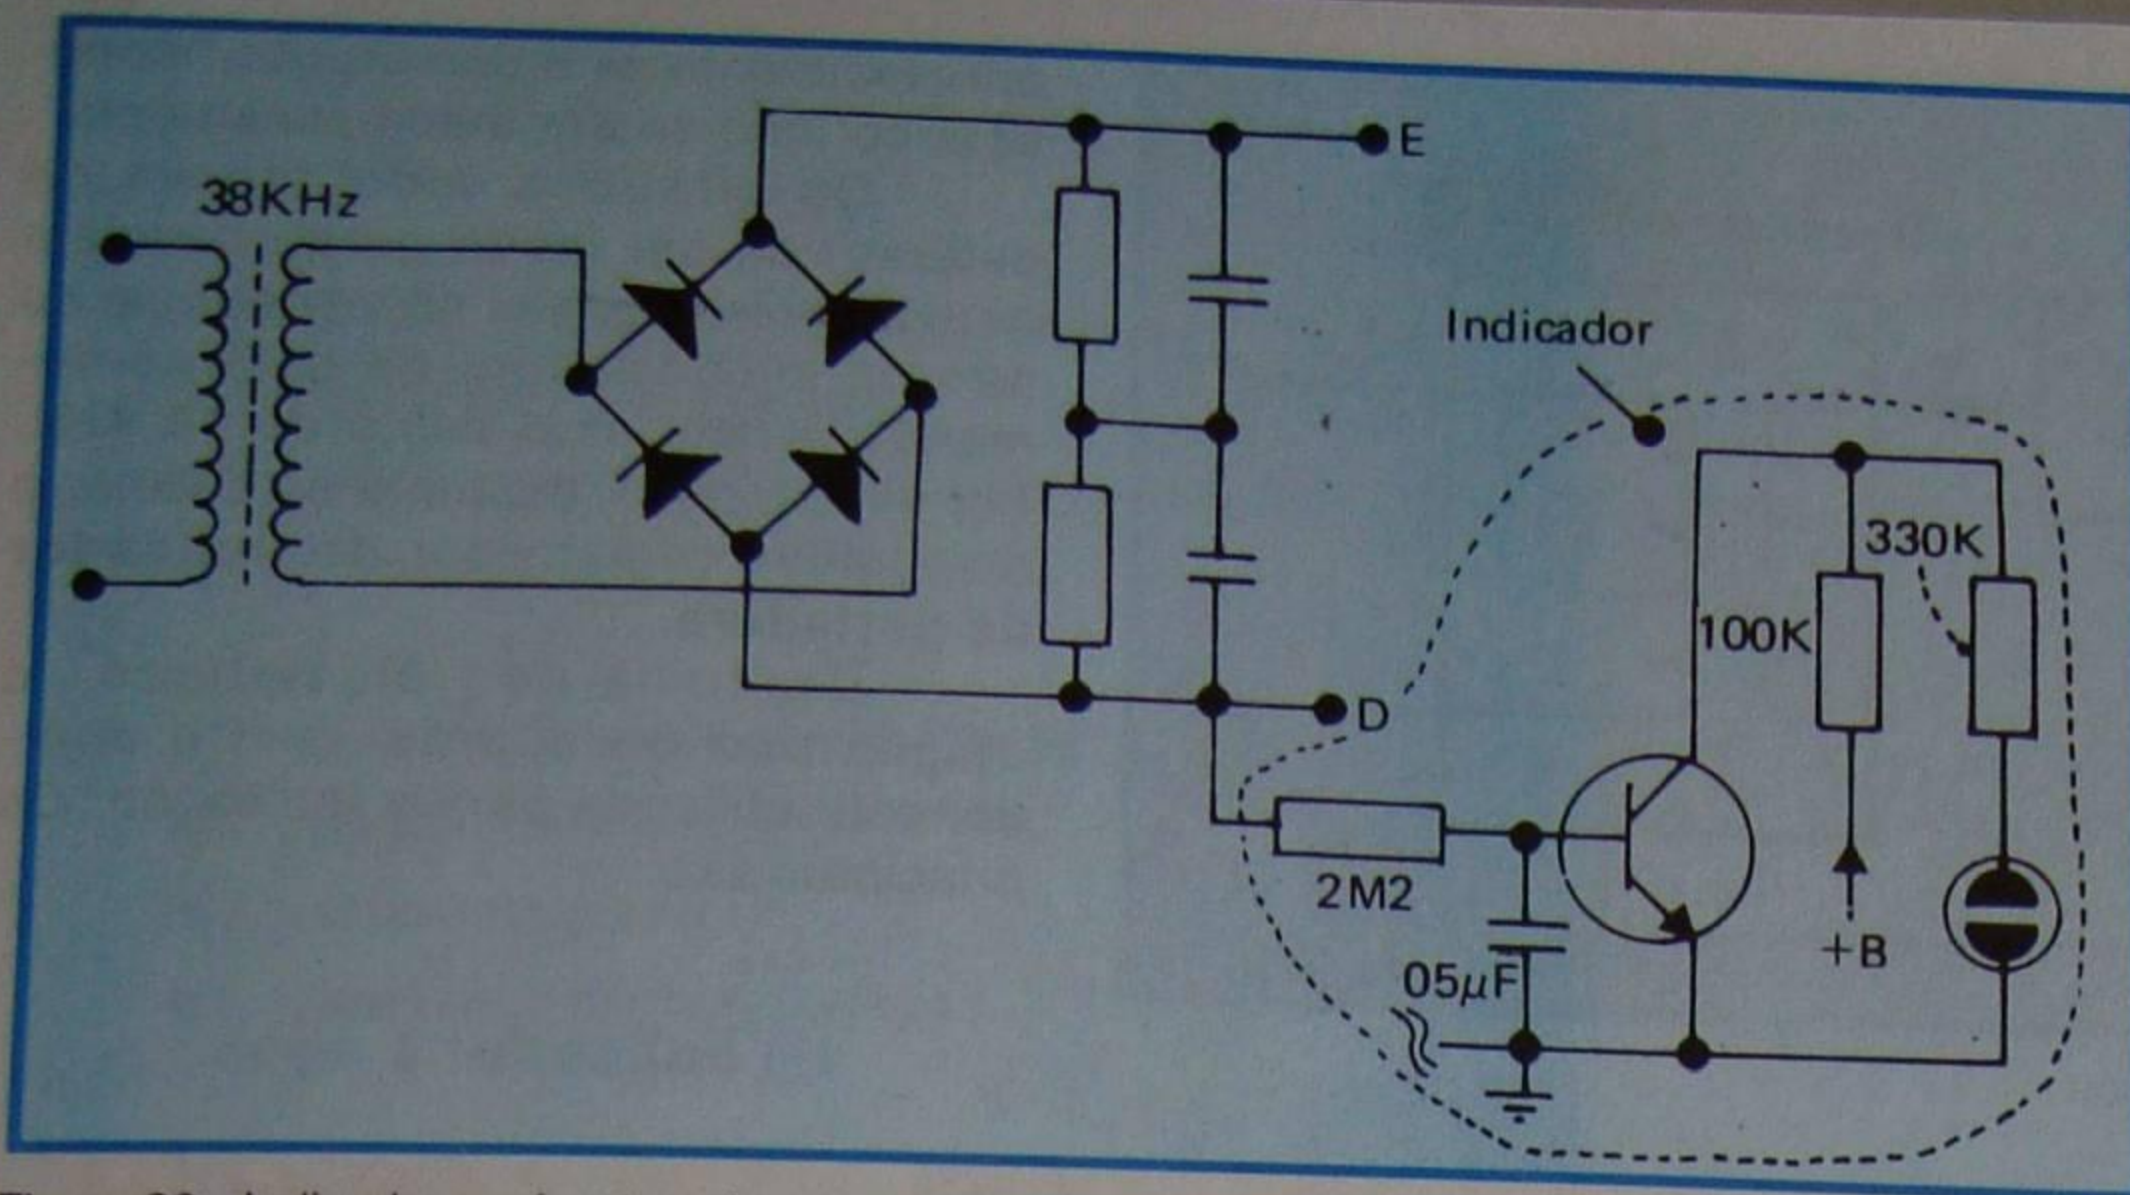 38KHz
E
Indicador
330K
100K
D
2M2
+B
05μF